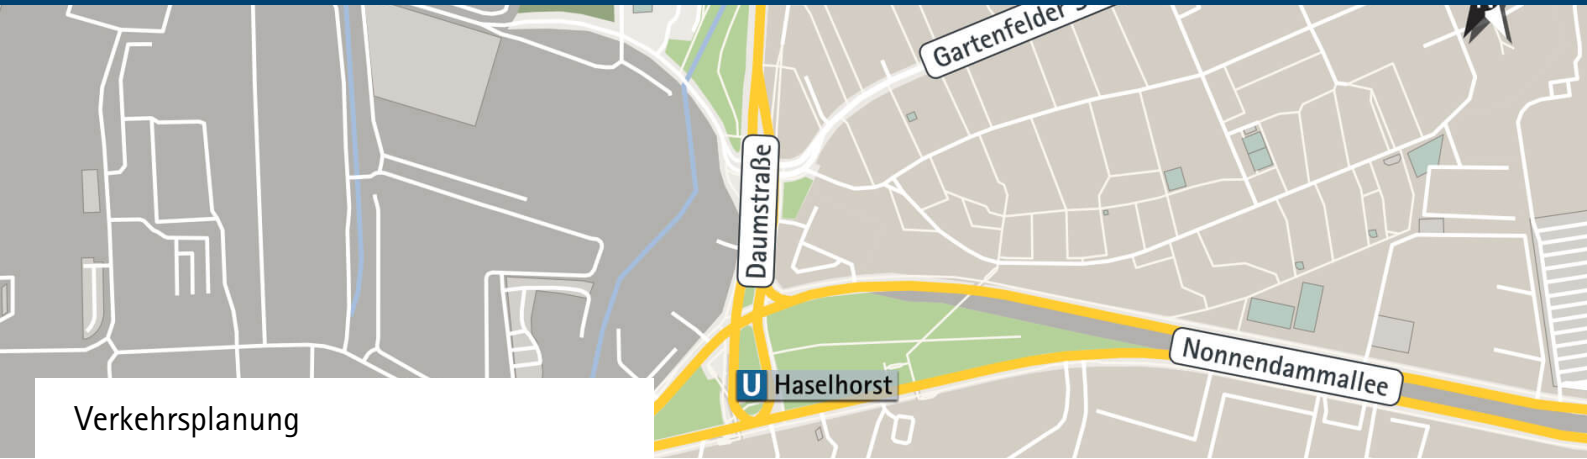 Gartenfelder S
Daumstraße
Nonnendammallee
U Haselhorst
Verkehrsplanung